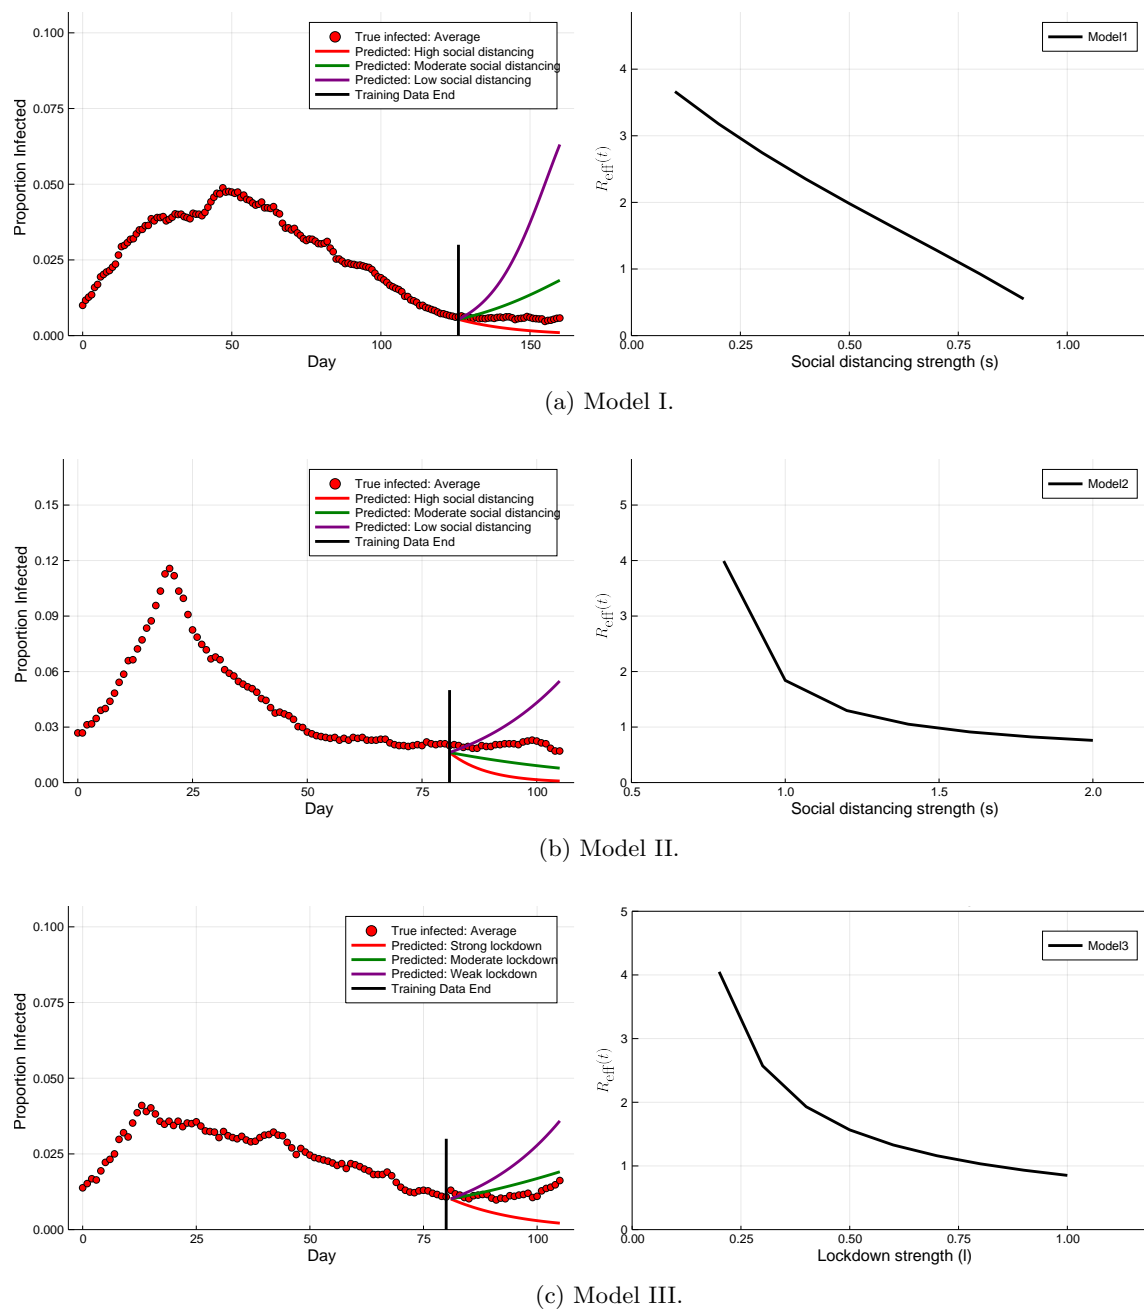 True infected: Average
Predicted: High social distancing
Predicted: Moderate social distancing
Predicted: Low social distancing
Training Data End
0.100
0.075
0.050
0.025
0.000
Proportion Infected
0 50 100 150
Day
Model1
4
3
2
1
0
R_eff(t)
0.00 0.25 0.50 0.75 1.00
Social distancing strength (s)
(a) Model I.
True infected: Average
Predicted: High social distancing
Predicted: Moderate social distancing
Predicted: Low social distancing
Training Data End
0.15
0.12
0.09
0.06
0.03
0.00
Proportion Infected
0 25 50 75 100
Day
Model2
5
4
3
2
1
0
R_eff(t)
0.5 1.0 1.5 2.0
Social distancing strength (s)
(b) Model II.
True infected: Average
Predicted: Strong lockdown
Predicted: Moderate lockdown
Predicted: Weak lockdown
Training Data End
0.100
0.075
0.050
0.025
0.000
Proportion Infected
0 25 50 75 100
Day
Model3
5
4
3
2
1
0
R_eff(t)
0.00 0.25 0.50 0.75 1.00
Lockdown strength (l)
(c) Model III.